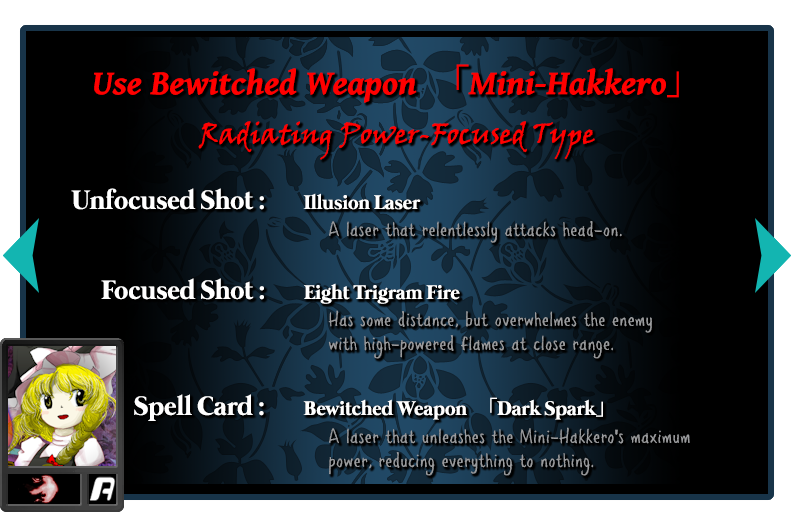 Use Bewitched Weapon 「Mini-Hakkero」
Radiating Power-Focused Type
Unfocused Shot : Illusion Laser
A laser that relentlessly attacks head-on.
Focused Shot : Eight Trigram Fire
Has some distance, but overwhelmes the enemy
with high-powered flames at close range.
Spell Card : Bewitched Weapon 「Dark Spark」
A laser that unleashes the Mini-Hakkero"s maximum
power, reducing everything to nothing.
A